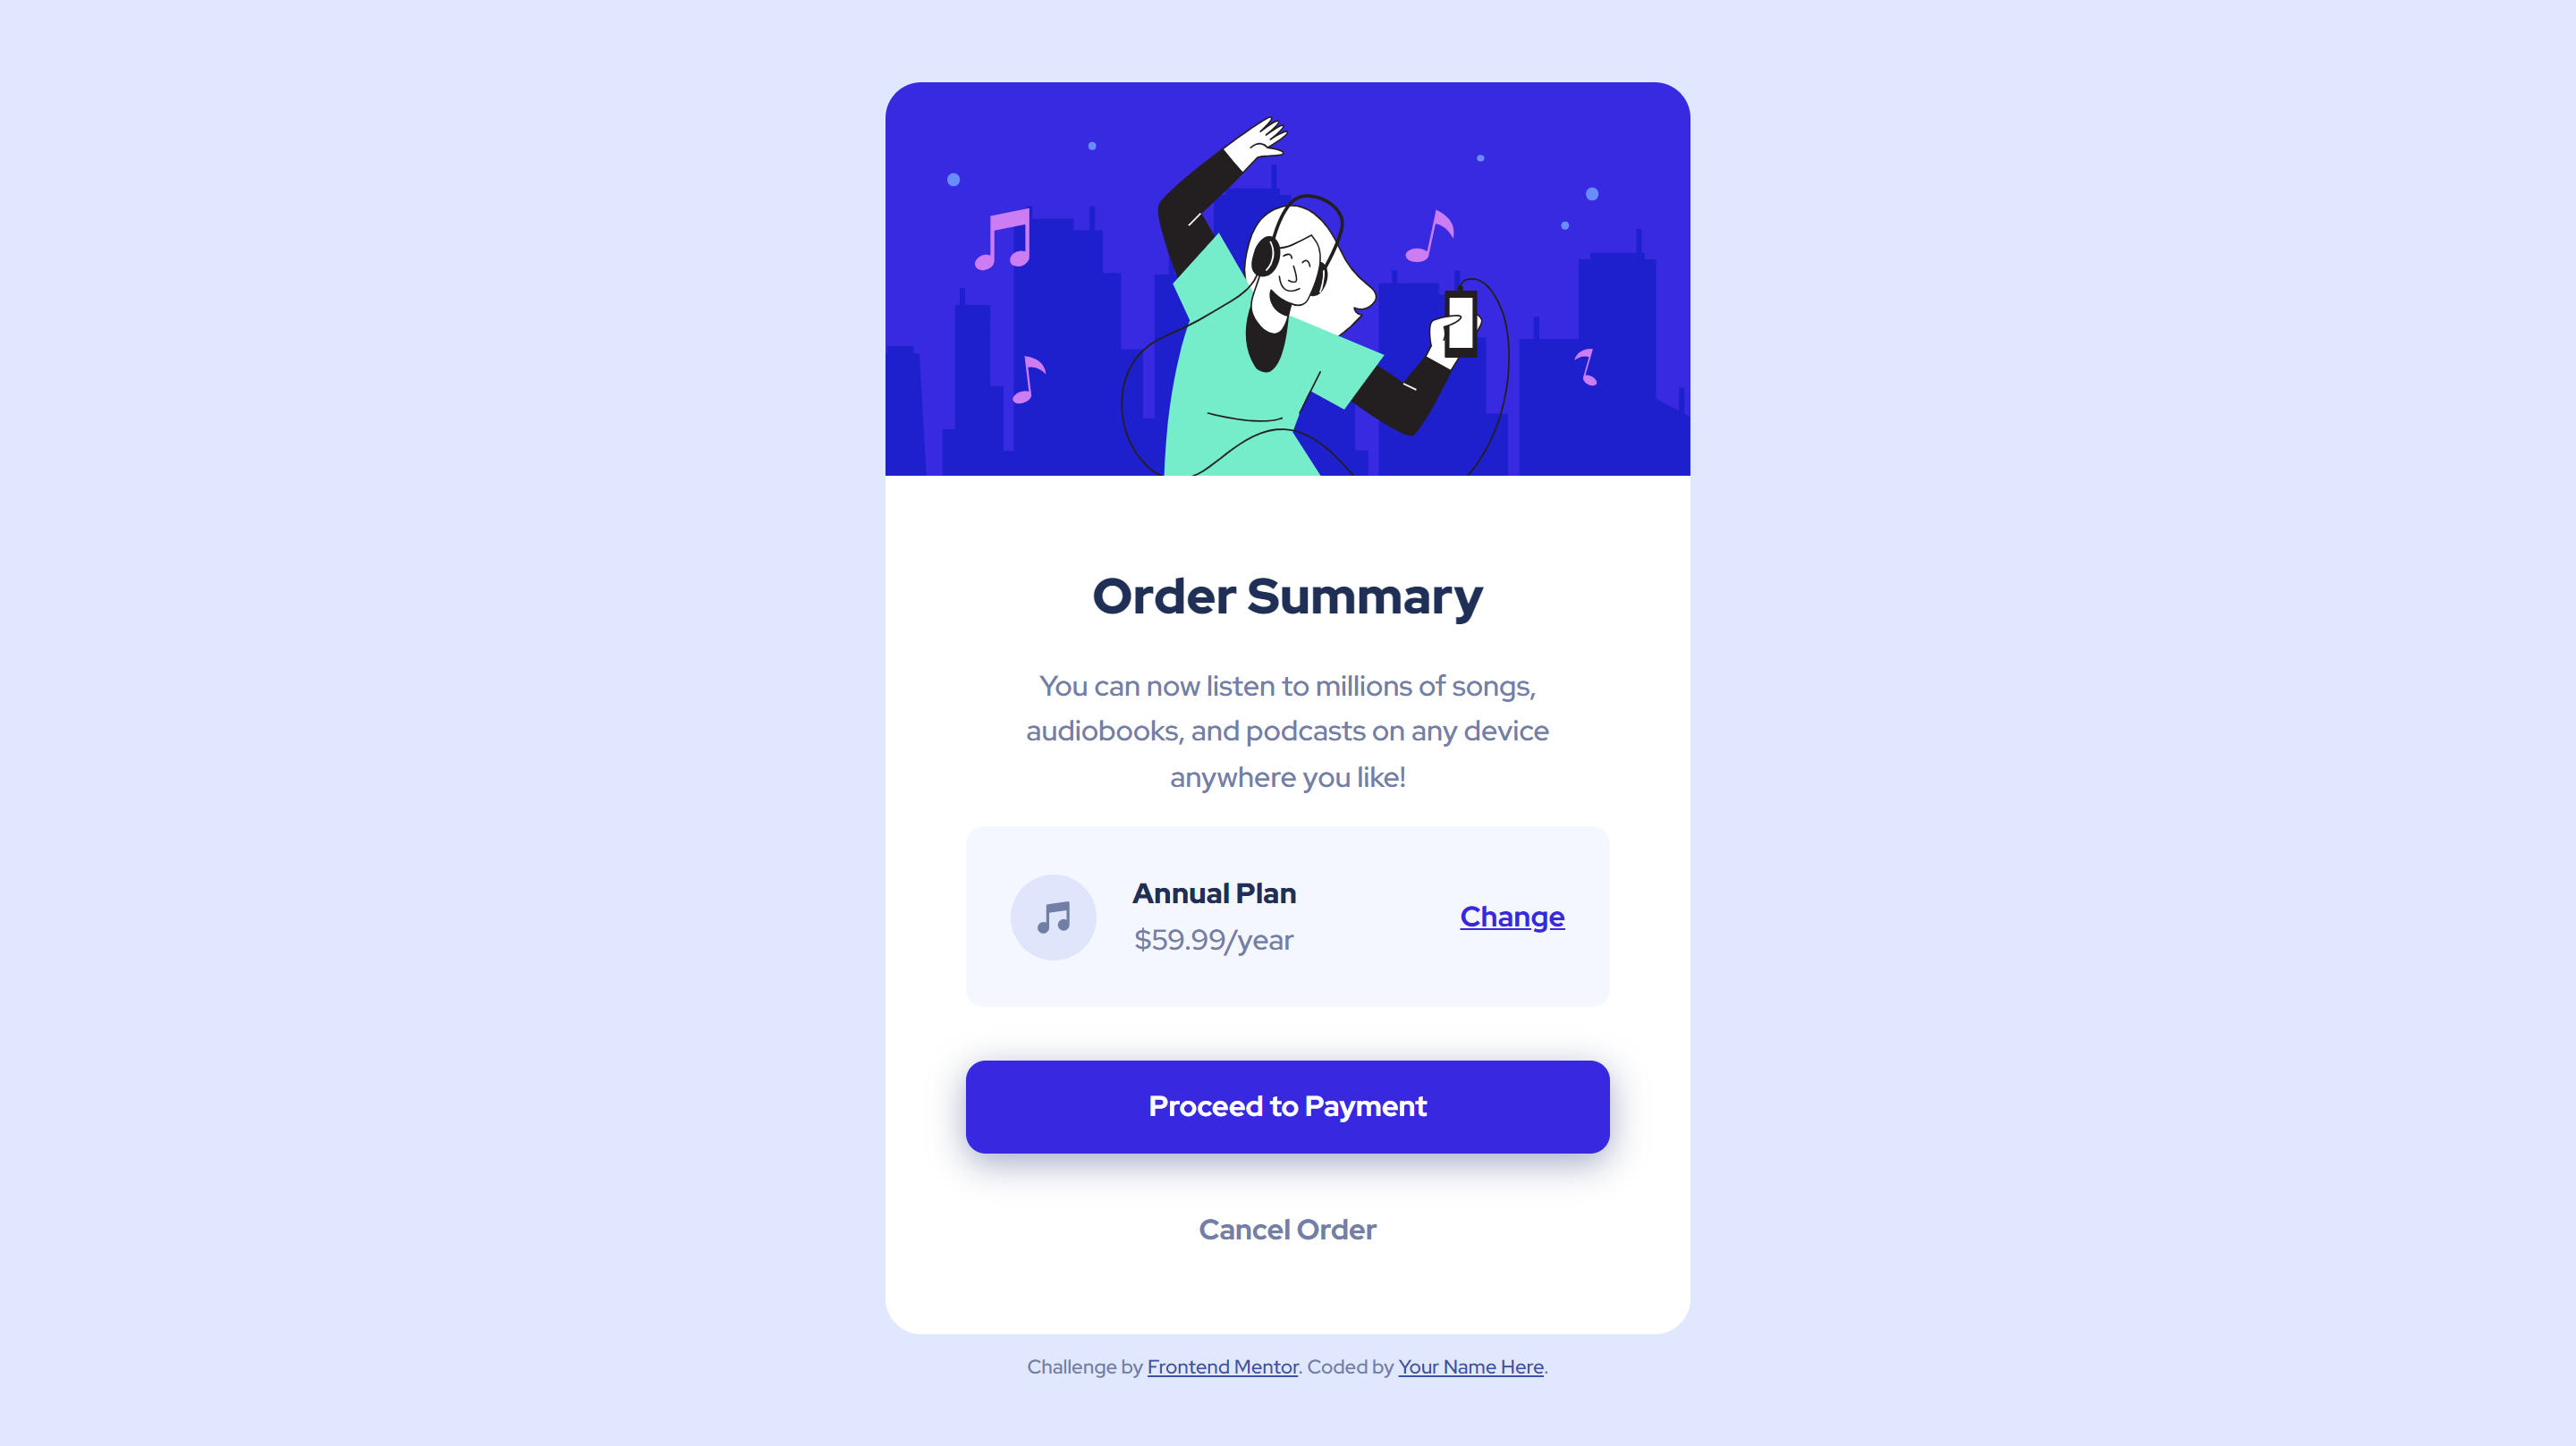 Order Summary
You can now listen to millions of songs,
audiobooks, and podcasts on any device
anywhere you like!
Annual Plan
$59.99/year
Change
Proceed to Payment
Cancel Order
Challenge by Frontend Mentor. Coded by Your Name Here.